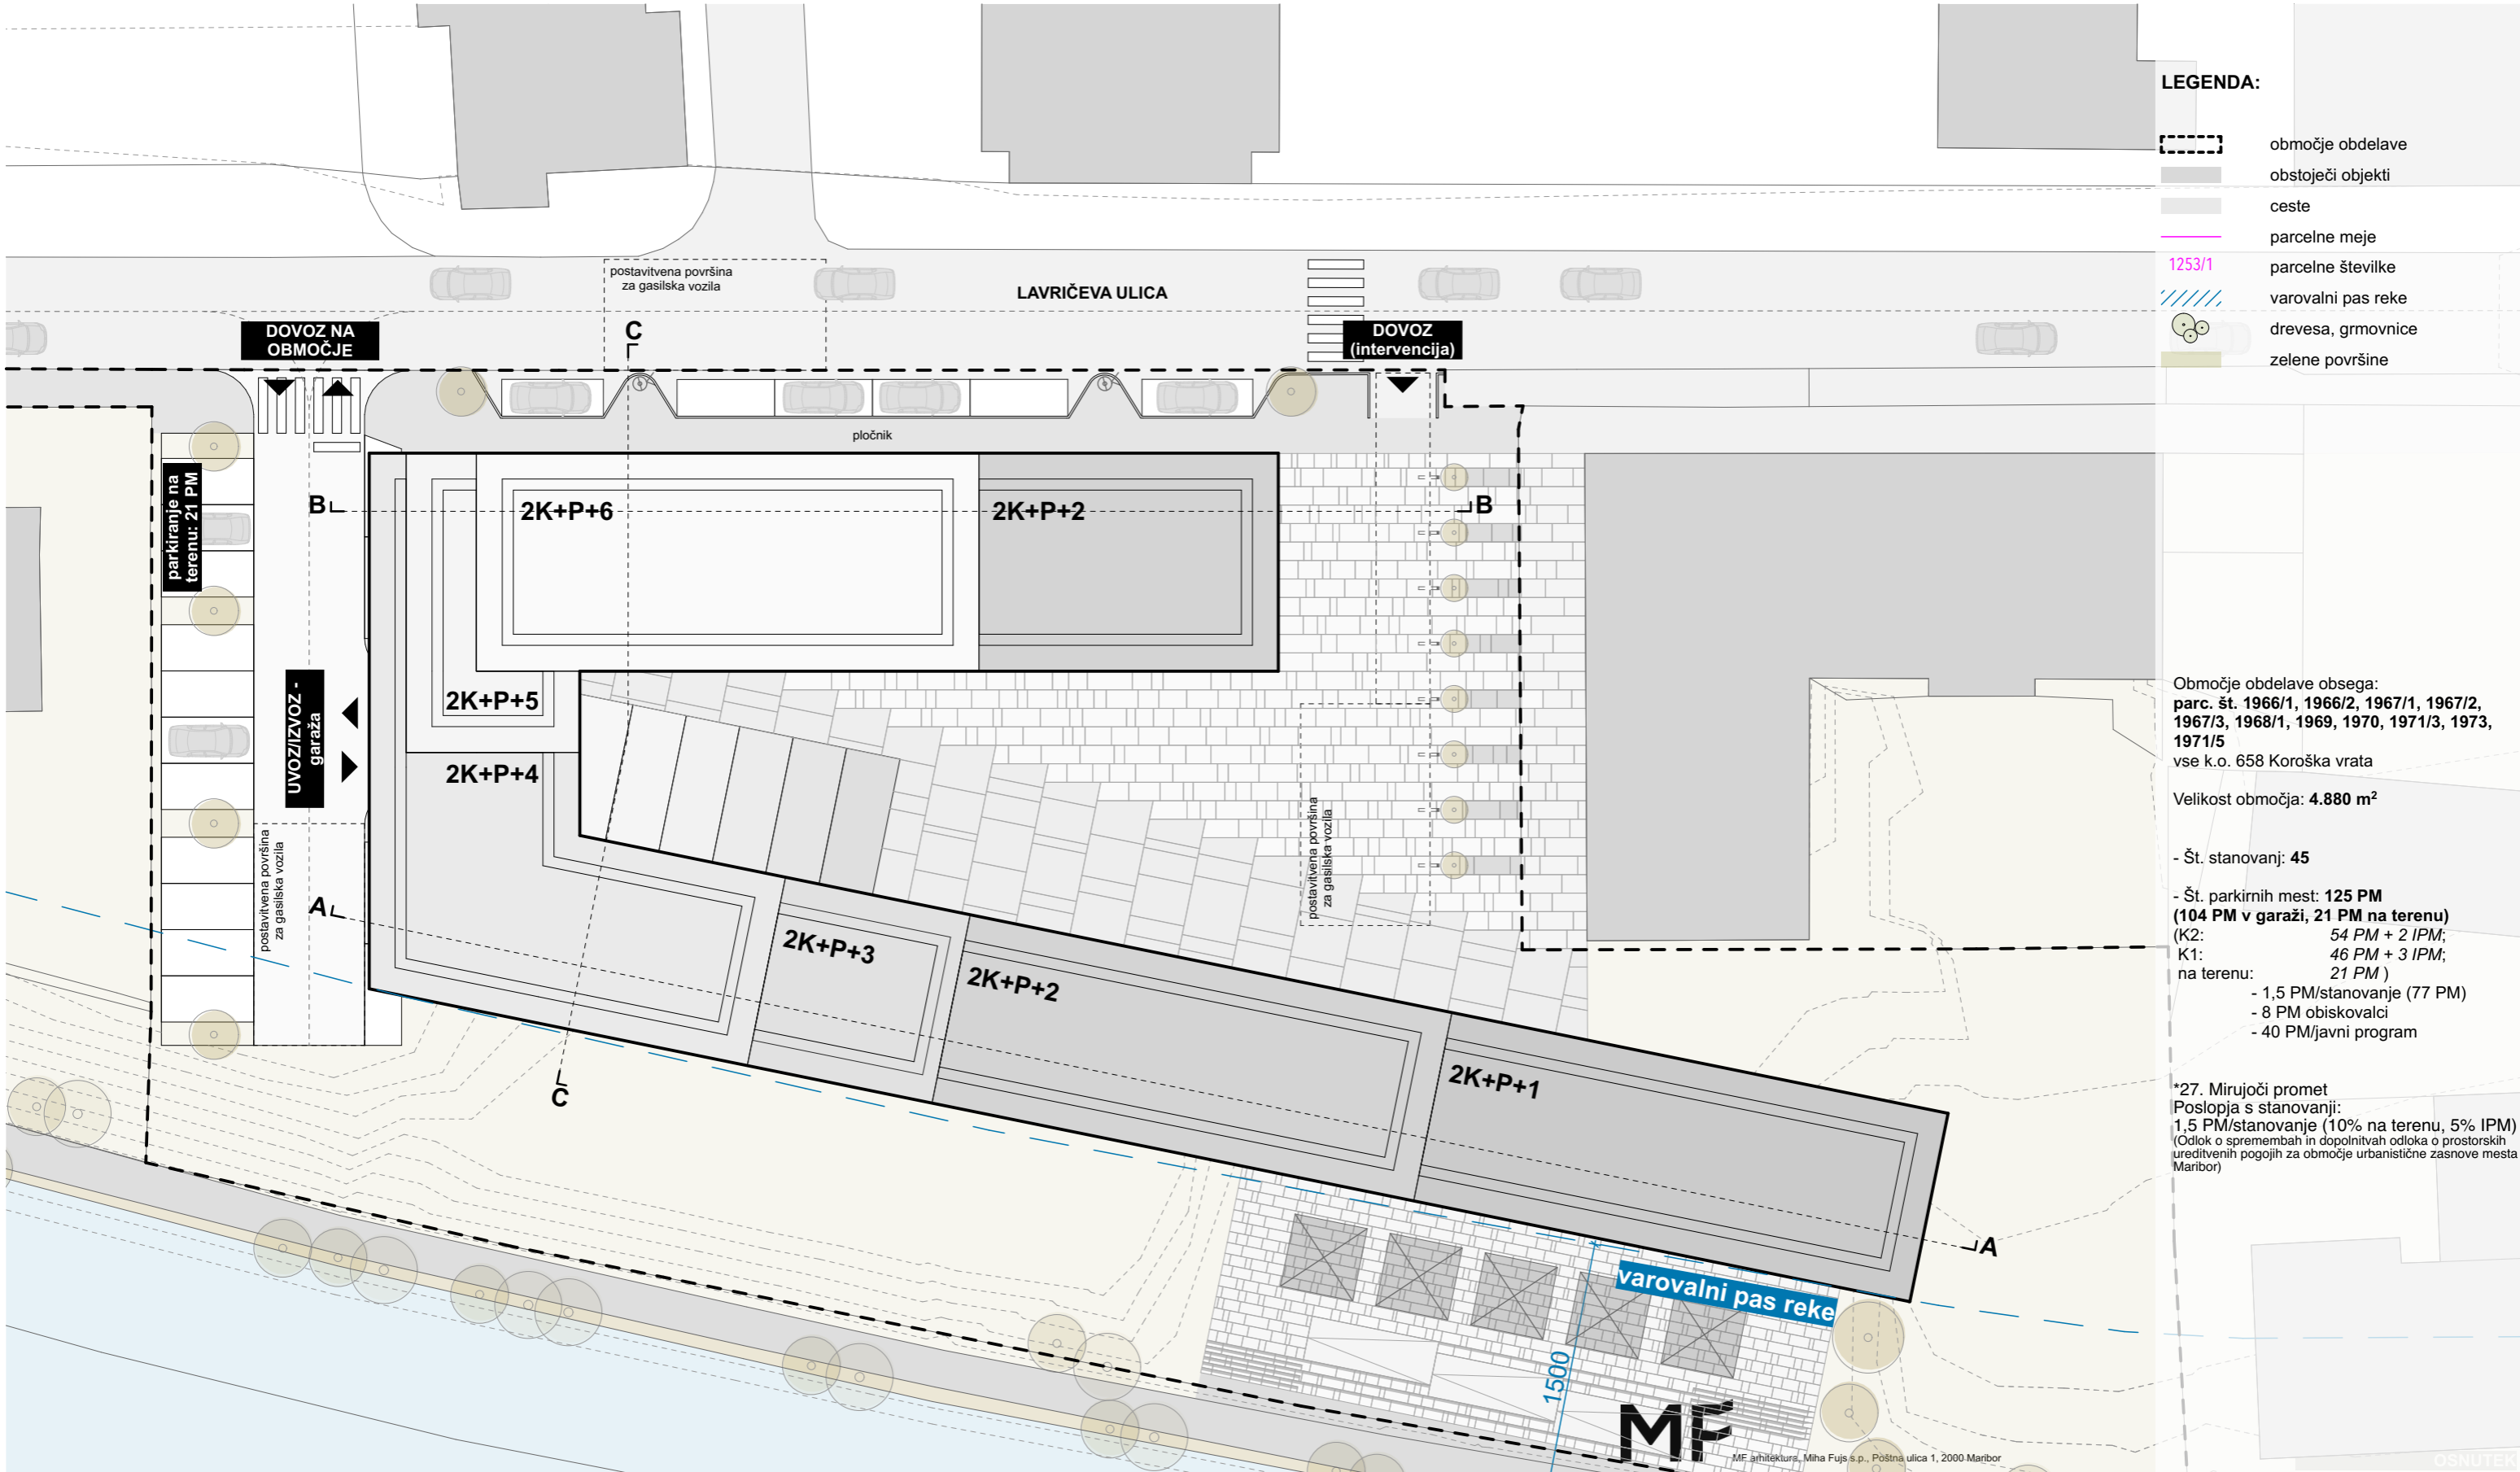 LEGENDA:
območje obdelave
obstoječi objekti
ceste
parcelne meje
1253/1
parcelne številke
varovalni pas reke
drevesa, grmovnice
zelene površine
postavitvena površina
za gasilska vozila
LAVRIČEVA ULICA
DOVOZ NA
OBMOČJE
C
DOVOZ
(intervencija)
pločnik
parkiranje na
terenu: 21 PM
B
2K+P+6
2K+P+2
B
2K+P+5
UVOZ/IZVOZ -
garaža
2K+P+4
postavitvena površina
za gasilska vozila
postavitvena površina
za gasilska vozila
A
2K+P+3
2K+P+2
2K+P+1
C
A
varovalni pas reke
1500
Območje obdelave obsega:
parc. št. 1966/1, 1966/2, 1967/1, 1967/2,
1967/3, 1968/1, 1969, 1970, 1971/3, 1973,
1971/5
vse k.o. 658 Koroška vrata
Velikost območja: 4.880 m²
- Št. stanovanj: 45
- Št. parkirnih mest: 125 PM
(104 PM v garaži, 21 PM na terenu)
(K2: 54 PM + 2 IPM;
K1: 46 PM + 3 IPM;
na terenu: 21 PM )
- 1,5 PM/stanovanje (77 PM)
- 8 PM obiskovalci
- 40 PM/javni program
*27. Mirujoči promet
Poslopja s stanovanji:
1,5 PM/stanovanje (10% na terenu, 5% IPM)
(Odlok o spremembah in dopolnitvah odloka o prostorskih
ureditvenih pogojih za območje urbanistične zasnove mesta
Maribor)
MF
MF arhitektura, Miha Fujs s.p., Poštna ulica 1, 2000 Maribor
OSNUTEK